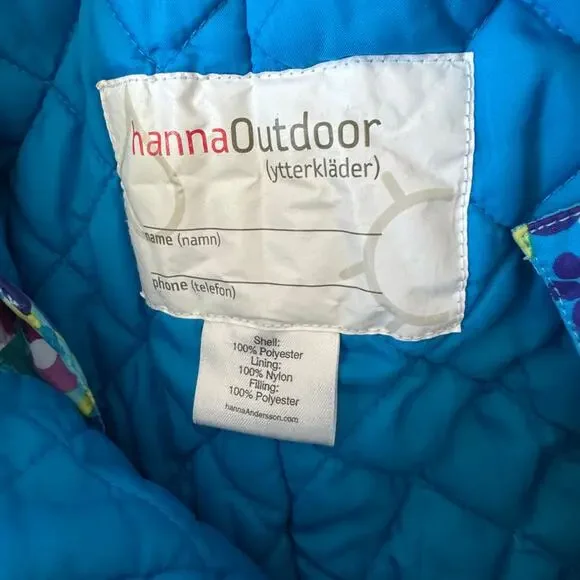 hannaOutdoor
(ytterkläder)
name (namn)
phone (telefon)
Shell:
100% Polyester
Lining:
100% Nylon
Filling:
100% Polyester
hannaAndersson.com